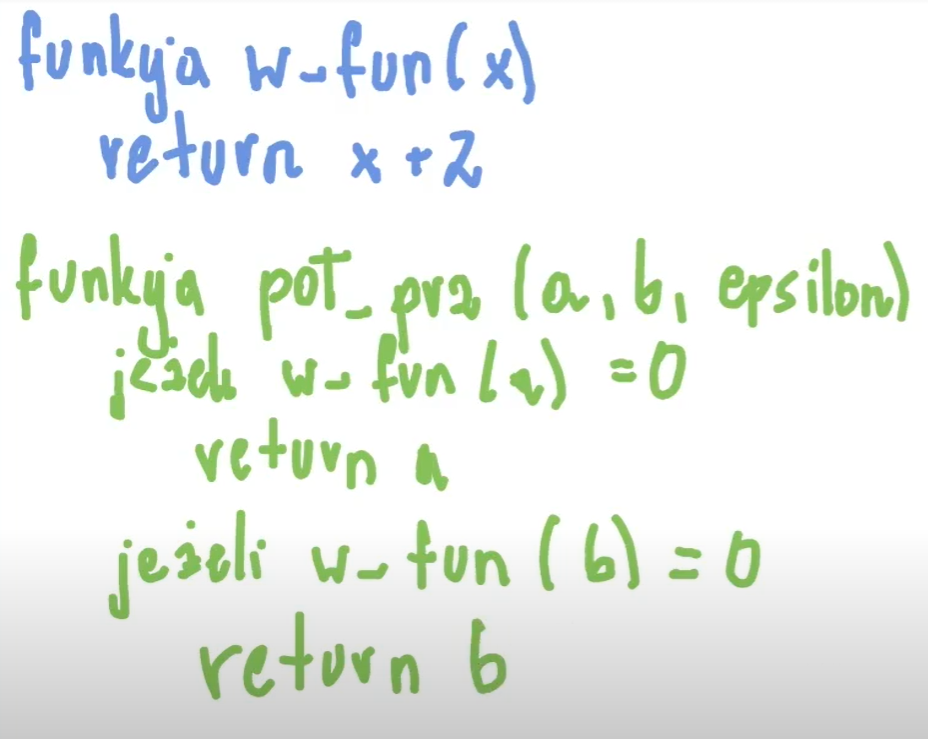 funkcja w_fun(x)
return x+2
funkcja pot_prz (a, b, epsilon)
jeżeli w_fun (a) = 0
return a
jeżeli w_fun (b) = 0
return b